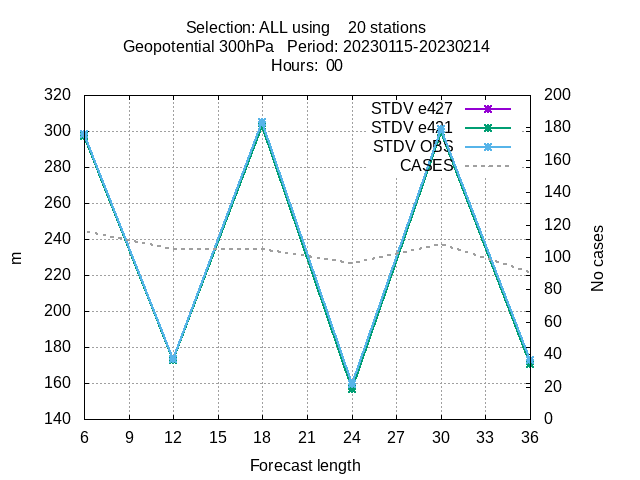 Selection: ALL using    20 stations
Geopotential 300hPa   Period: 20230115-20230214
Hours:  00
320
300
280
260
240
220
200
180
160
140
200
180
160
140
120
100
80
60
40
20
0
STDV e427
STDV e431
STDV OBS
CASES
m
No cases
6 9 12 15 18 21 24 27 30 33 36
Forecast length